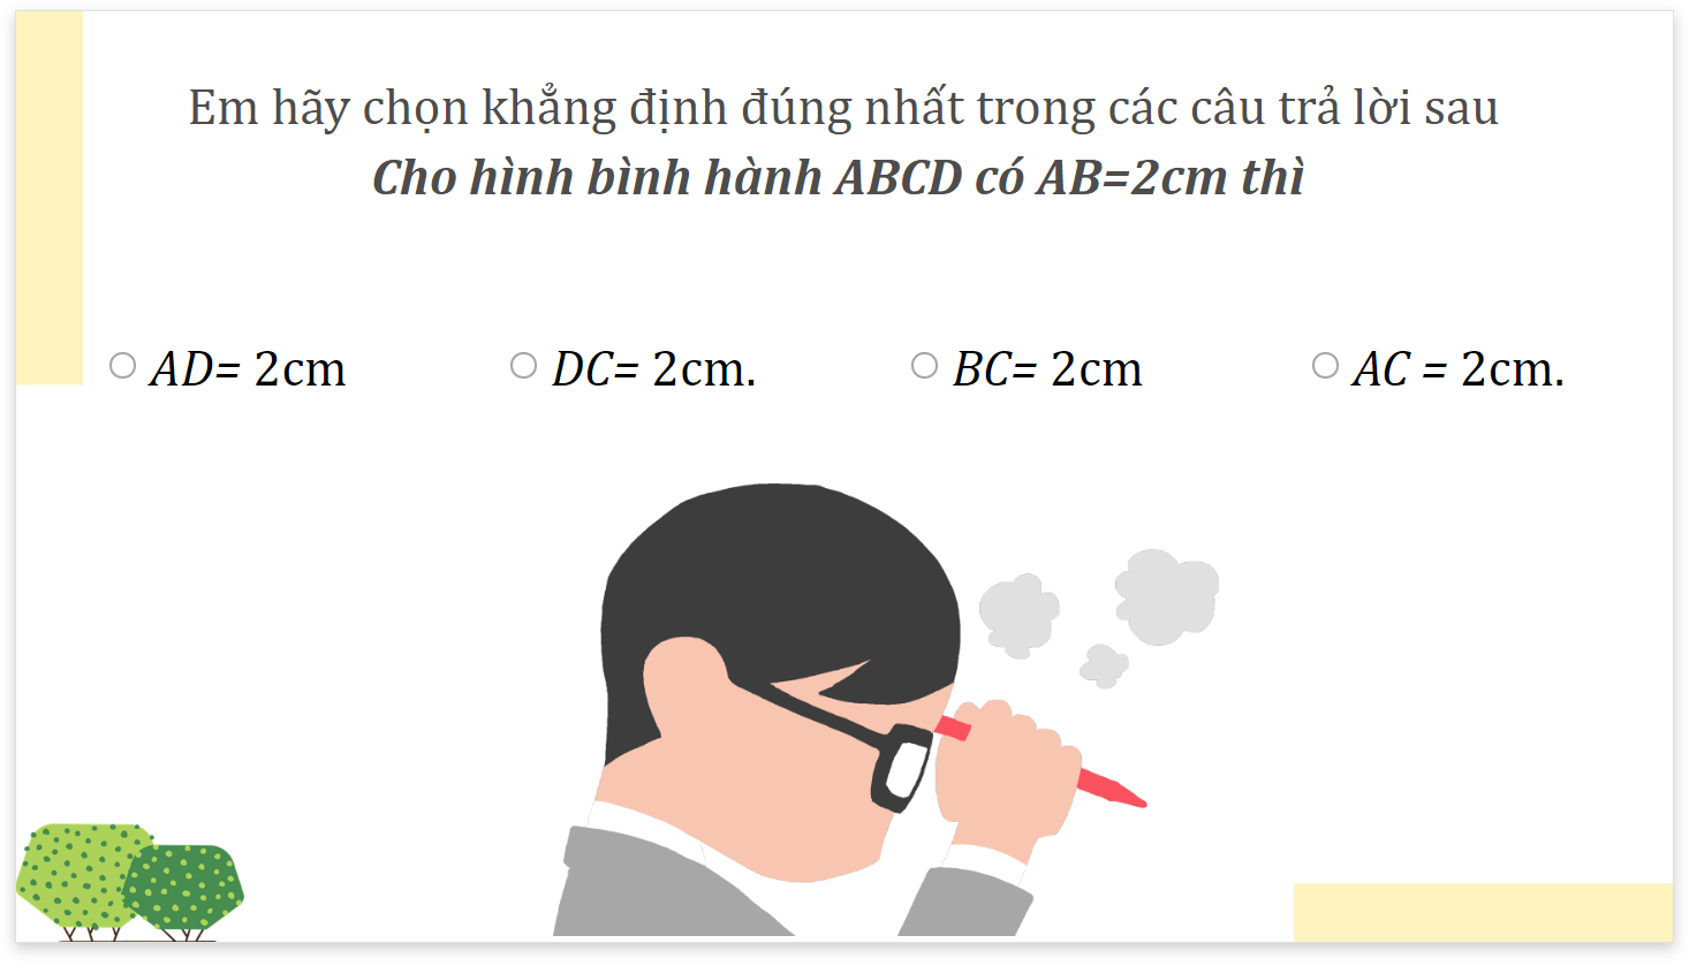 Em hãy chọn khẳng định đúng nhất trong các câu trả lời sau
Cho hình bình hành ABCD có AB=2cm thì
AD= 2cm
DC= 2cm.
BC= 2cm
AC = 2cm.